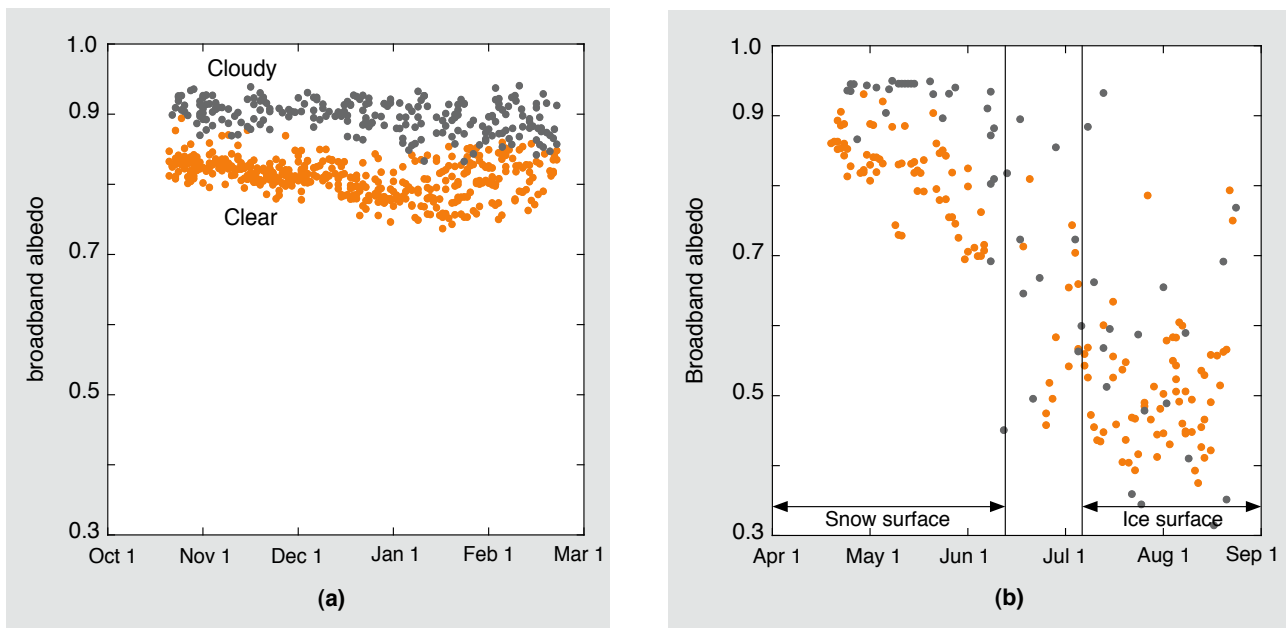 broadband albedo
1.0
0.9
0.7
0.5
0.3
Cloudy
Clear
Oct 1 Nov 1 Dec 1 Jan 1 Feb 1 Mar 1
(a)
Broadband albedo
1.0
0.9
0.7
0.5
0.3
Snow surface
Ice surface
Apr 1 May 1 Jun 1 Jul 1 Aug 1 Sep 1
(b)